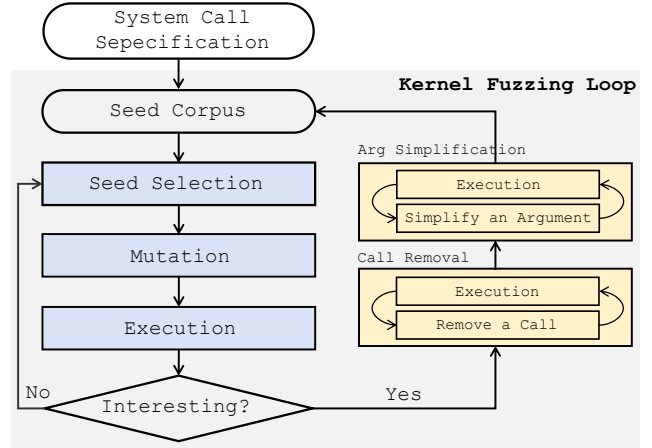 System Call
Sepecification
Kernel Fuzzing Loop
Seed Corpus
Arg Simplification
Seed Selection
Execution
Simplify an Argument
Mutation
Call Removal
Execution
Execution
Remove a Call
No
Interesting?
Yes